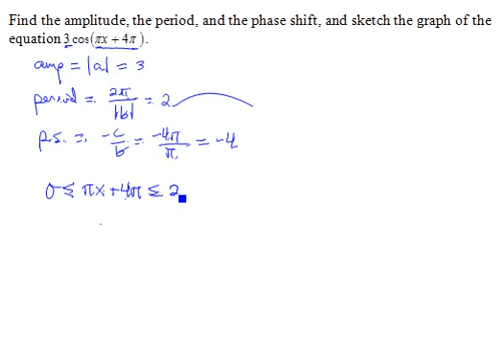 Find the amplitude, the period, and the phase shift, and sketch the graph of the
equation 3 cos(πx + 4π).
amp = |a| = 3
period = 2π/|b| = 2
p.s. = -c/b = -4π/π = -4
0 ≤ πx + 4π ≤ 2